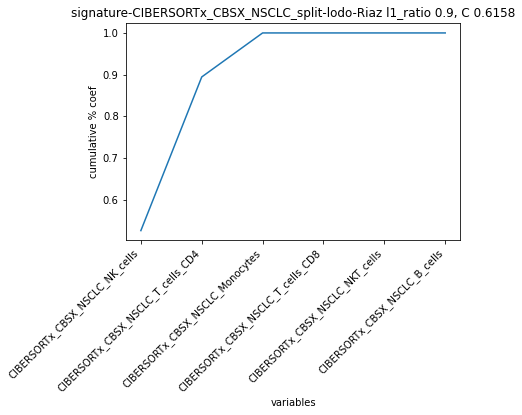 signature-CIBERSORTx_CBSX_NSCLC_split-lodo-Riaz l1_ratio 0.9, C 0.6158
cumulative % coef
1.0
0.9
0.8
0.7
0.6
CIBERSORTx_CBSX_NSCLC_NK_cells
CIBERSORTx_CBSX_NSCLC_T_cells_CD4
CIBERSORTx_CBSX_NSCLC_Monocytes
CIBERSORTx_CBSX_NSCLC_T_cells_CD8
CIBERSORTx_CBSX_NSCLC_NKT_cells
CIBERSORTx_CBSX_NSCLC_B_cells
variables